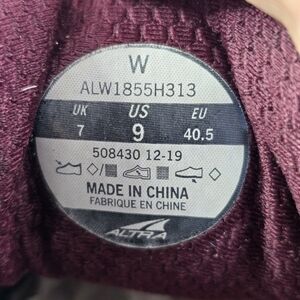 W
ALW1855H313
UK US EU
7 9 40.5
508430 12-19
MADE IN CHINA
FABRIQUE EN CHINE
ALTRA